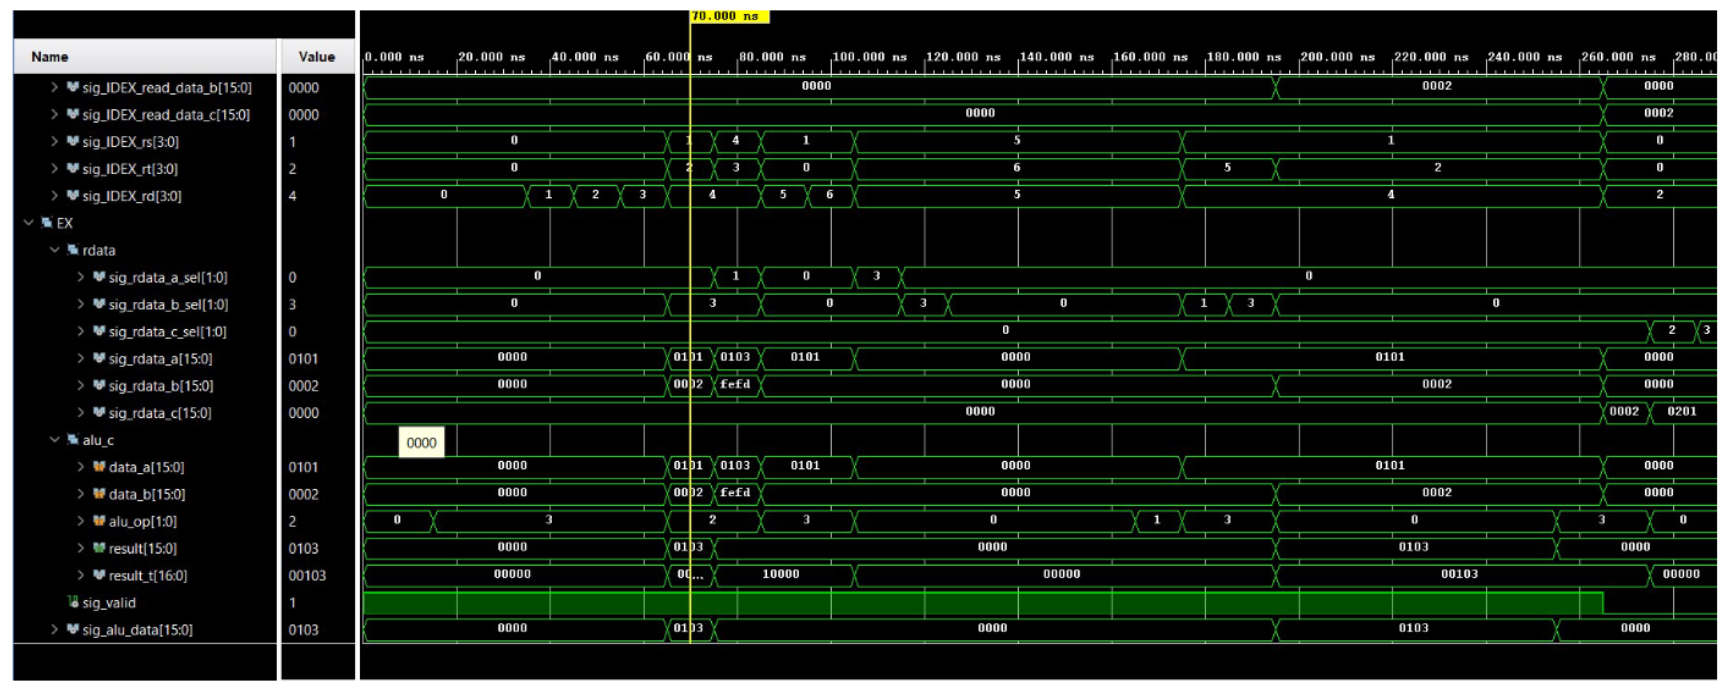 70.000 ns
Name Value 0.000 ns 20.000 ns 40.000 ns 60.000 ns 80.000 ns 100.000 ns 120.000 ns 140.000 ns 160.000 ns 180.000 ns 200.000 ns 220.000 ns 240.000 ns 260.000 ns 280.00
sig_IDEX_read_data_b[15:0] 0000 0000 0002 0000
sig_IDEX_read_data_c[15:0] 0000 0000 0002
sig_IDEX_rs[3:0] 1 0 1 4 1 5 1 0
sig_IDEX_rt[3:0] 2 0 2 3 0 6 5 2 0
sig_IDEX_rd[3:0] 4 0 1 2 3 4 5 6 5 4 2
EX
rdata
sig_rdata_a_sel[1:0] 0 0 1 0 3 0
sig_rdata_b_sel[1:0] 3 0 3 0 3 0 1 3 0
sig_rdata_c_sel[1:0] 0 0 2 3
sig_rdata_a[15:0] 0101 0000 0101 0103 0101 0000 0101 0000
sig_rdata_b[15:0] 0002 0000 0002 fefd 0000 0002 0000
sig_rdata_c[15:0] 0000 0000 0002 0201
alu_c 0000
data_a[15:0] 0101 0000 0101 0103 0101 0000 0101 0000
data_b[15:0] 0002 0000 0002 fefd 0000 0002 0000
alu_op[1:0] 2 0 3 2 3 0 1 3 0 3 0
result[15:0] 0103 0000 0103 0000 0103 0000
result_t[16:0] 00103 00000 00... 10000 00000 00103 00000
sig_valid 1
sig_alu_data[15:0] 0103 0000 0103 0000 0103 0000